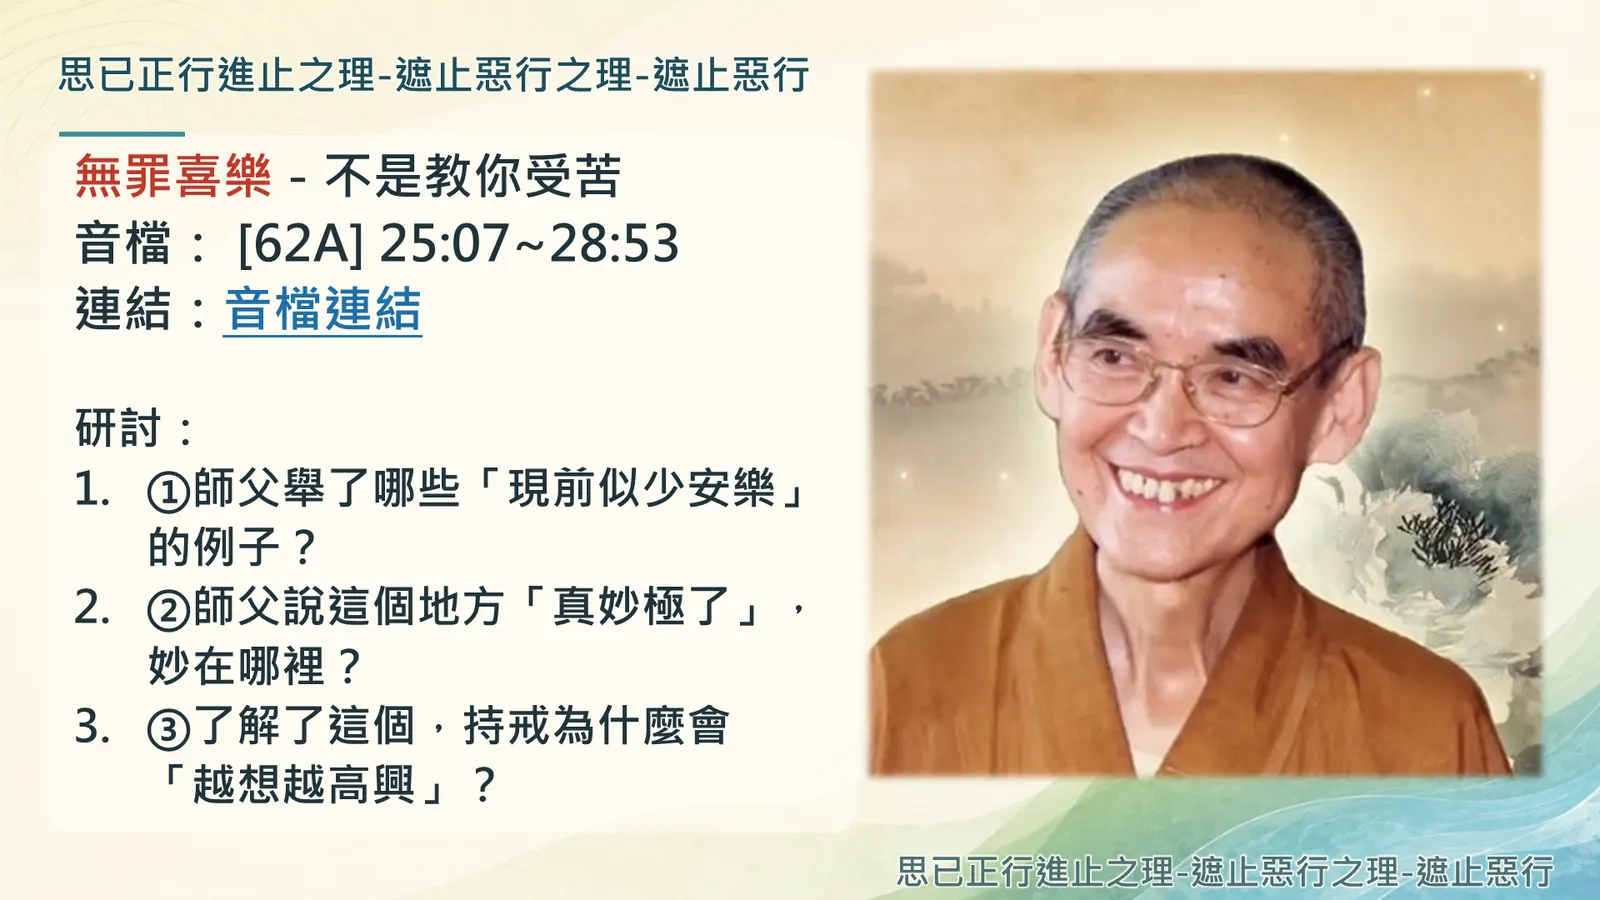 思已正行進止之理-遮止惡行之理-遮止惡行
無罪喜樂 - 不是教你受苦
音檔： [62A] 25:07~28:53
連結：音檔連結
研討：
1. ①師父舉了哪些「現前似少安樂」
的例子？
2. ②師父說這個地方「真妙極了」，
妙在哪裡？
3. ③了解了這個，持戒為什麼會
「越想越高興」？
思已正行進止之理-遮止惡行之理-遮止惡行